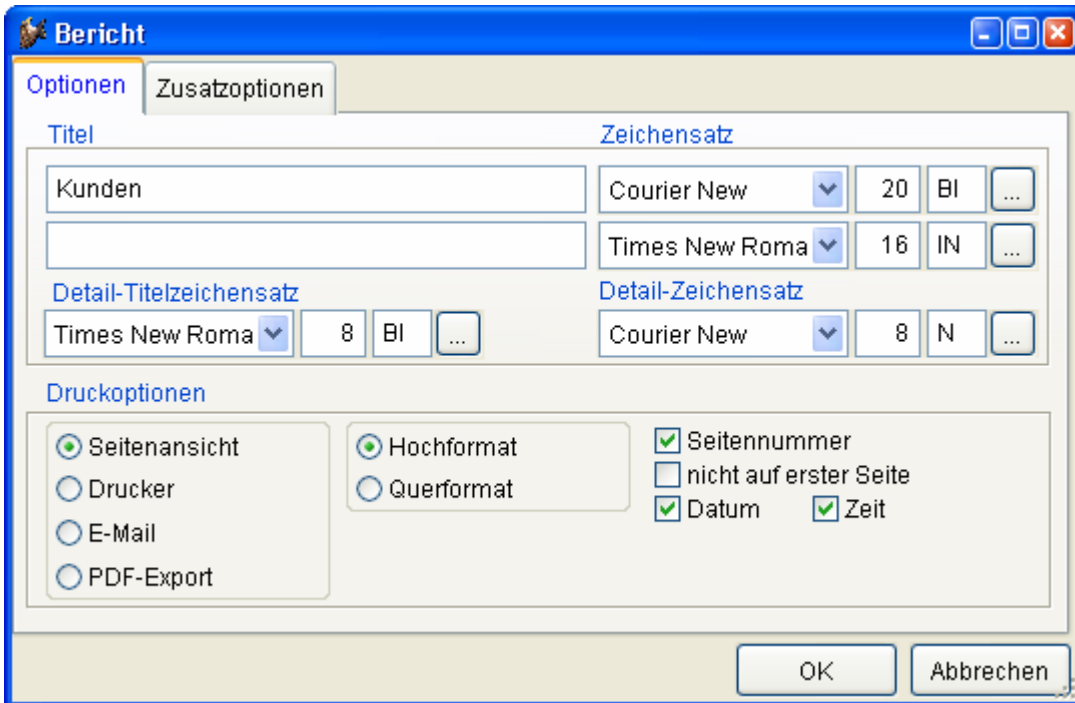 Bericht
Optionen Zusatzoptionen
Titel Zeichensatz
Kunden Courier New 20 BI ...
Times New Roma 16 IN ...
Detail-Titelzeichensatz Detail-Zeichensatz
Times New Roma 8 BI ... Courier New 8 N ...
Druckoptionen
Seitenansicht Hochformat Seitennummer
Drucker Querformat nicht auf erster Seite
Datum Zeit
E-Mail
PDF-Export
OK Abbrechen